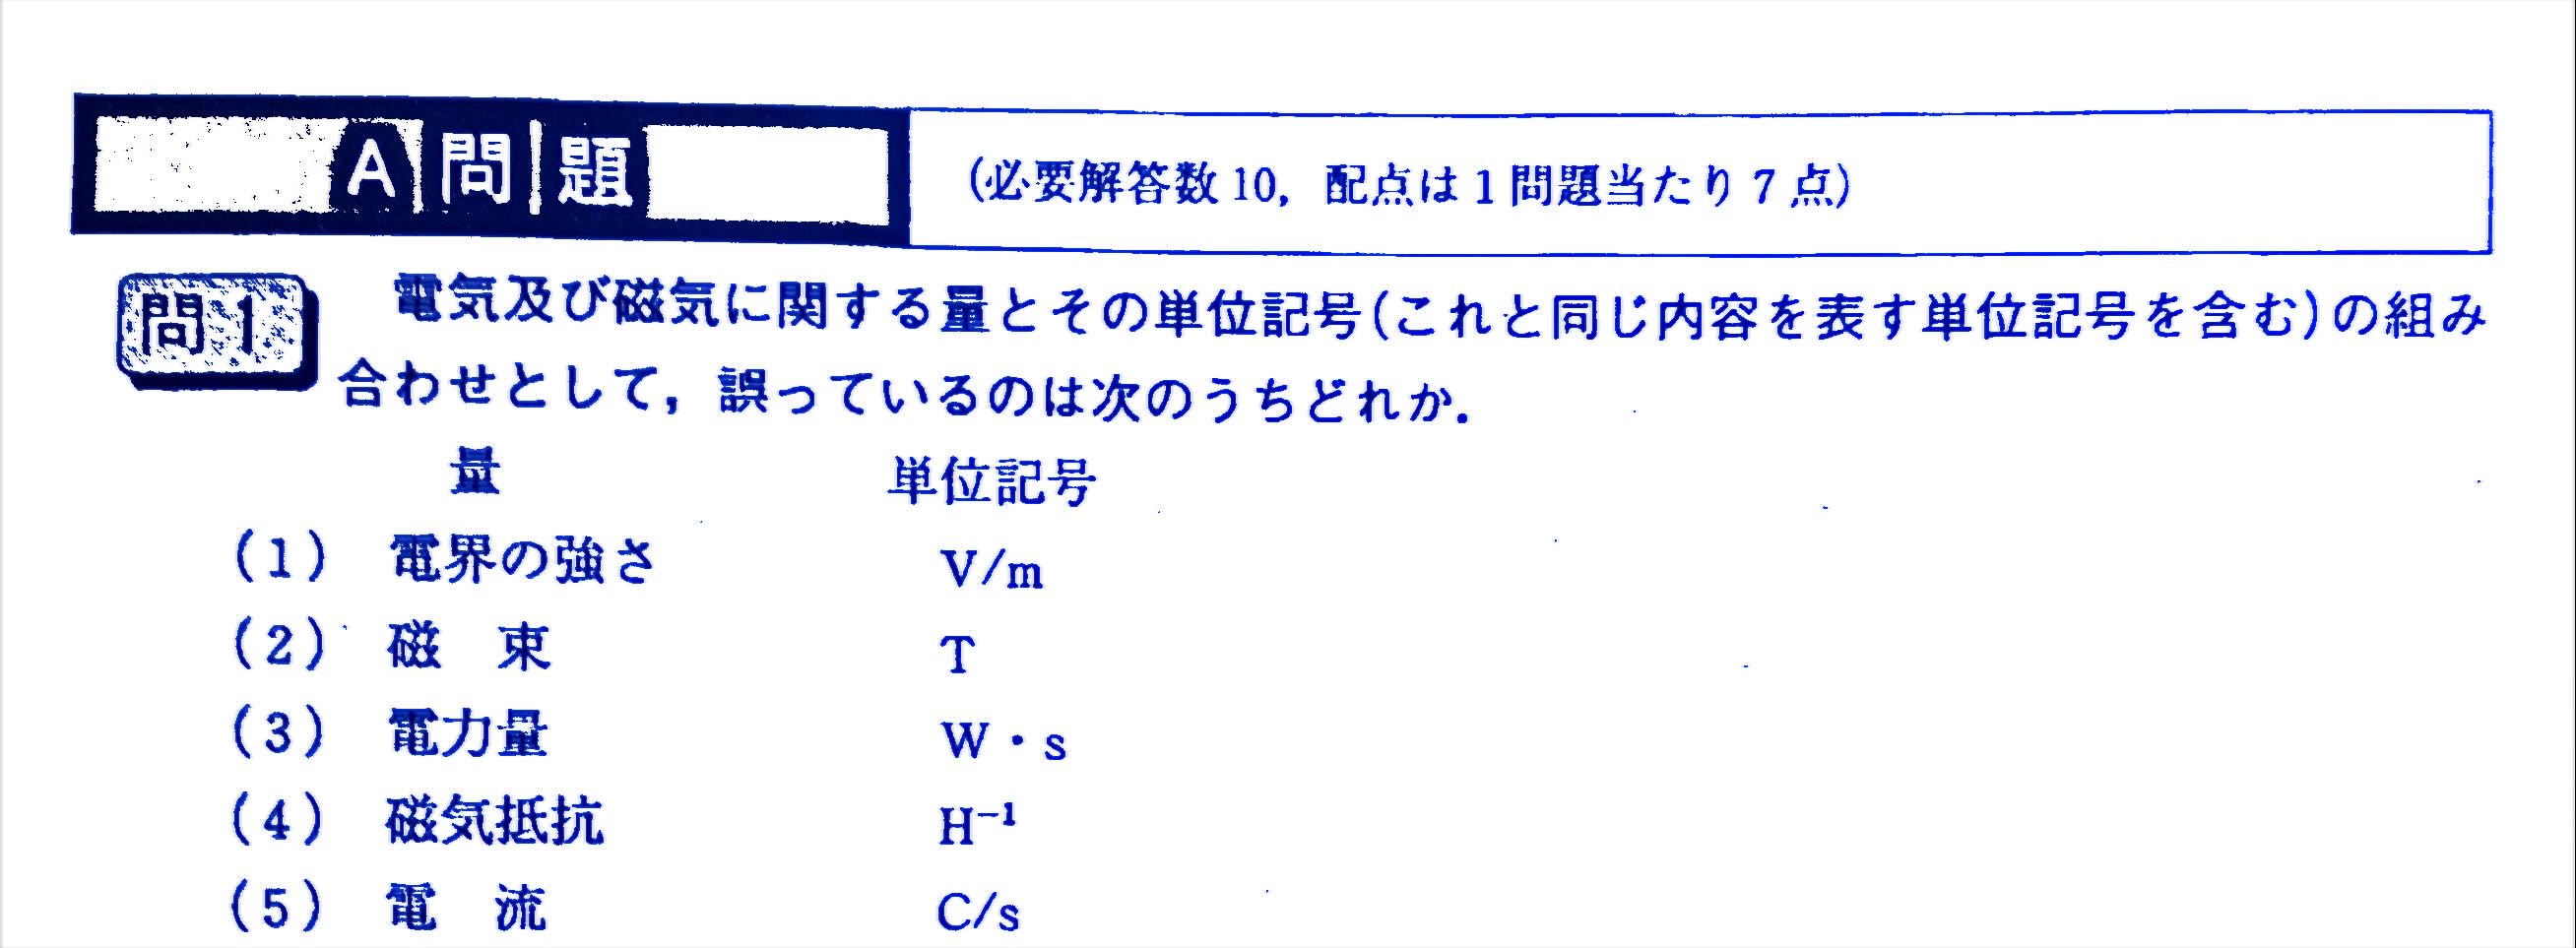 A問題 (必要解答数10，配点は1問題当たり7点)
問1 電気及び磁気に関する量とその単位記号(これと同じ内容を表す単位記号を含む)の組み
合わせとして，誤っているのは次のうちどれか．
量 単位記号
(1) 電界の強さ V/m
(2) 磁 束 T
(3) 電力量 W・s
(4) 磁気抵抗 H⁻¹
(5) 電 流 C/s